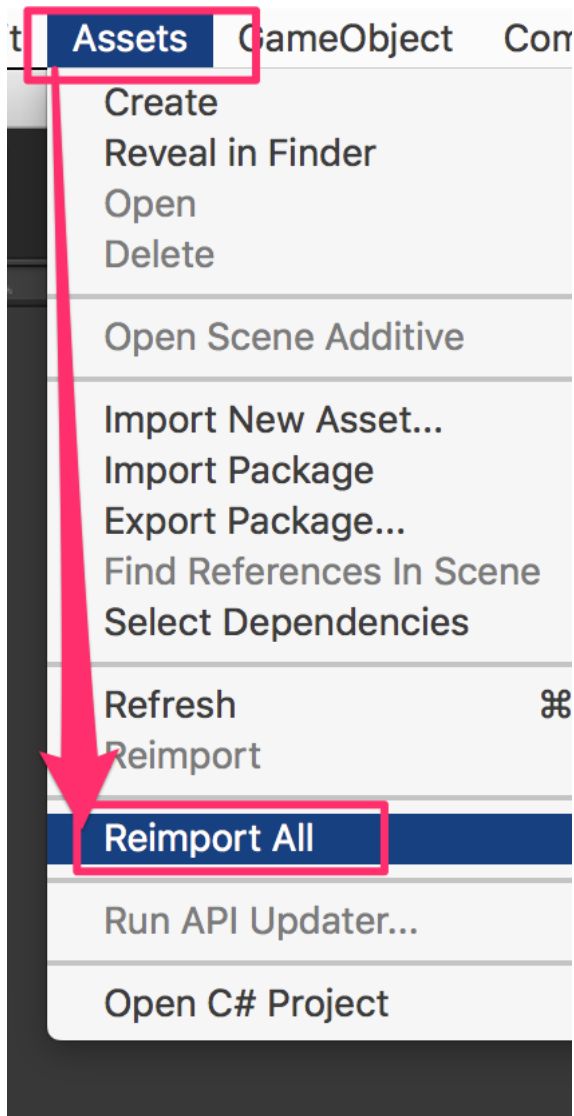 t Assets GameObject Com
Create
Reveal in Finder
Open
Delete
Open Scene Additive
Import New Asset...
Import Package
Export Package...
Find References In Scene
Select Dependencies
Refresh ⌘
Reimport
Reimport All
Run API Updater...
Open C# Project